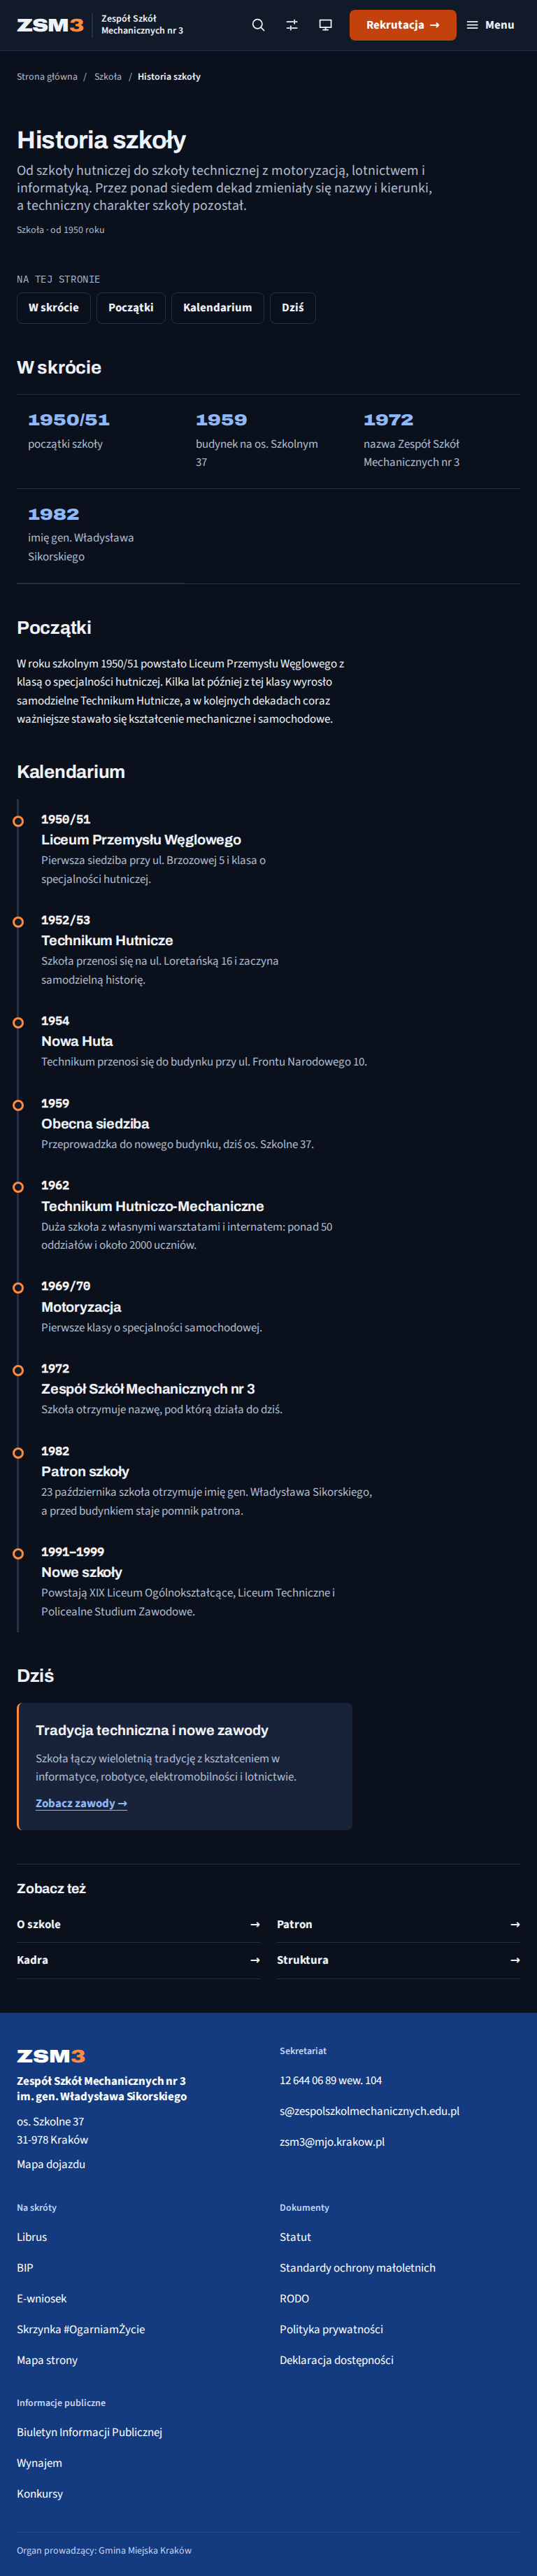 ZSM3
Zespół Szkół
Mechanicznych nr 3
Rekrutacja →
Menu
Strona główna / Szkoła / Historia szkoły
Historia szkoły
Od szkoły hutniczej do szkoły technicznej z motoryzacją, lotnictwem i
informatyką. Przez ponad siedem dekad zmieniały się nazwy i kierunki,
a techniczny charakter szkoły pozostał.
Szkoła · od 1950 roku
NA TEJ STRONIE
W skrócie
Początki
Kalendarium
Dziś
W skrócie
1950/51
początki szkoły
1959
budynek na os. Szkolnym
37
1972
nazwa Zespół Szkół
Mechanicznych nr 3
1982
imię gen. Władysława
Sikorskiego
Początki
W roku szkolnym 1950/51 powstało Liceum Przemysłu Węglowego z
klasą o specjalności hutniczej. Kilka lat później z tej klasy wyrosło
samodzielne Technikum Hutnicze, a w kolejnych dekadach coraz
ważniejsze stawało się kształcenie mechaniczne i samochodowe.
Kalendarium
1950/51
Liceum Przemysłu Węglowego
Pierwsza siedziba przy ul. Brzozowej 5 i klasa o
specjalności hutniczej.
1952/53
Technikum Hutnicze
Szkoła przenosi się na ul. Loretańską 16 i zaczyna
samodzielną historię.
1954
Nowa Huta
Technikum przenosi się do budynku przy ul. Frontu Narodowego 10.
1959
Obecna siedziba
Przeprowadzka do nowego budynku, dziś os. Szkolne 37.
1962
Technikum Hutniczo-Mechaniczne
Duża szkoła z własnymi warsztatami i internatem: ponad 50
oddziałów i około 2000 uczniów.
1969/70
Motoryzacja
Pierwsze klasy o specjalności samochodowej.
1972
Zespół Szkół Mechanicznych nr 3
Szkoła otrzymuje nazwę, pod którą działa do dziś.
1982
Patron szkoły
23 października szkoła otrzymuje imię gen. Władysława Sikorskiego,
a przed budynkiem staje pomnik patrona.
1991–1999
Nowe szkoły
Powstają XIX Liceum Ogólnokształcące, Liceum Techniczne i
Policealne Studium Zawodowe.
Dziś
Tradycja techniczna i nowe zawody
Szkoła łączy wieloletnią tradycję z kształceniem w
informatyce, robotyce, elektromobilności i lotnictwie.
Zobacz zawody →
Zobacz też
O szkole →
Patron →
Kadra →
Struktura →
ZSM3
Zespół Szkół Mechanicznych nr 3
im. gen. Władysława Sikorskiego
os. Szkolne 37
31-978 Kraków
Mapa dojazdu
Sekretariat
12 644 06 89 wew. 104
s@zespolszkolmechanicznych.edu.pl
zsm3@mjo.krakow.pl
Na skróty
Librus
BIP
E-wniosek
Skrzynka #OgarniamŻycie
Mapa strony
Dokumenty
Statut
Standardy ochrony małoletnich
RODO
Polityka prywatności
Deklaracja dostępności
Informacje publiczne
Biuletyn Informacji Publicznej
Wynajem
Konkursy
Organ prowadzący: Gmina Miejska Kraków